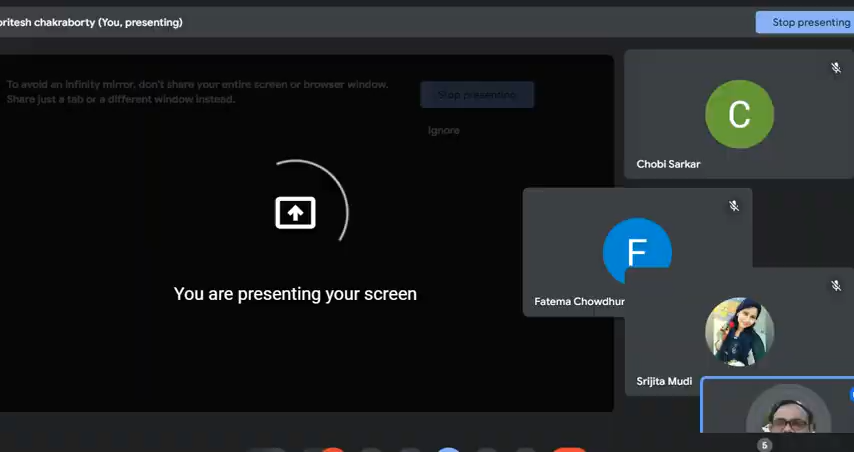 oritesh chakraborty (You, presenting)
Stop presenting
To avoid an infinity mirror, don't share your entire screen or browser window.
Share just a tab or a different window instead.
Stop presenting
Ignore
You are presenting your screen
C
Chobi Sarkar
F
Fatema Chowdhur
Srijita Mudi